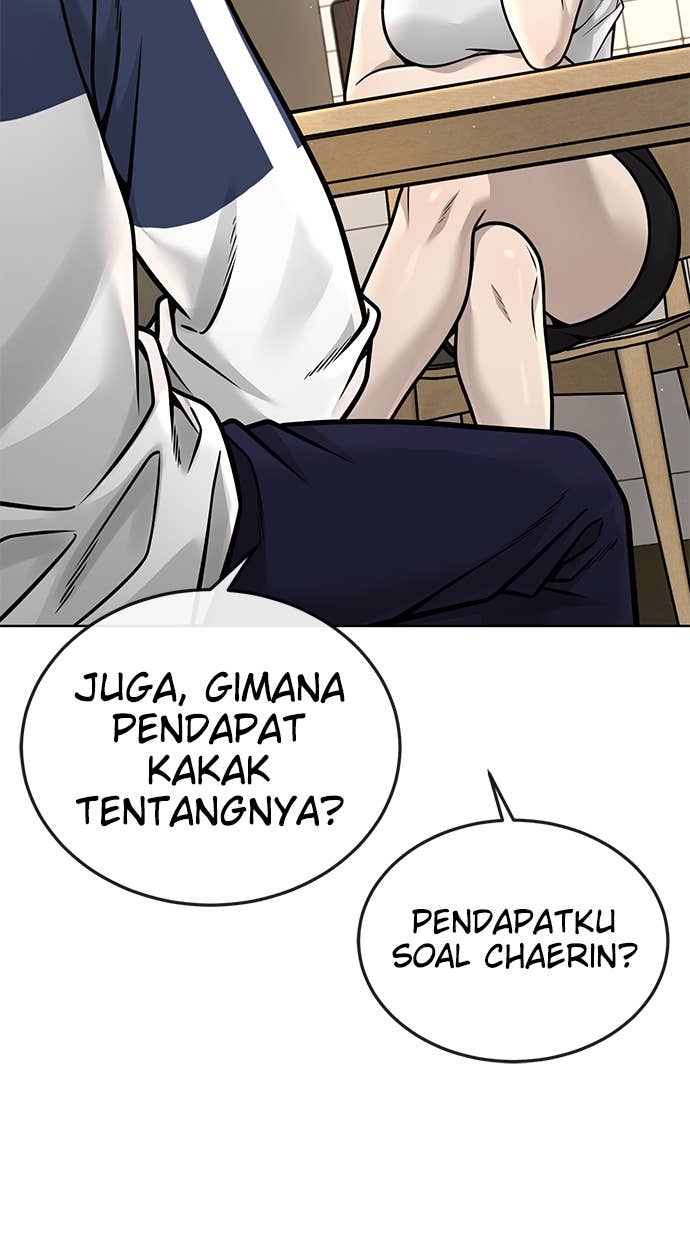 JUGA, GIMANA
PENDAPAT
KAKAK
TENTANGNYA?
PENDAPATKU
SOAL CHAERIN?